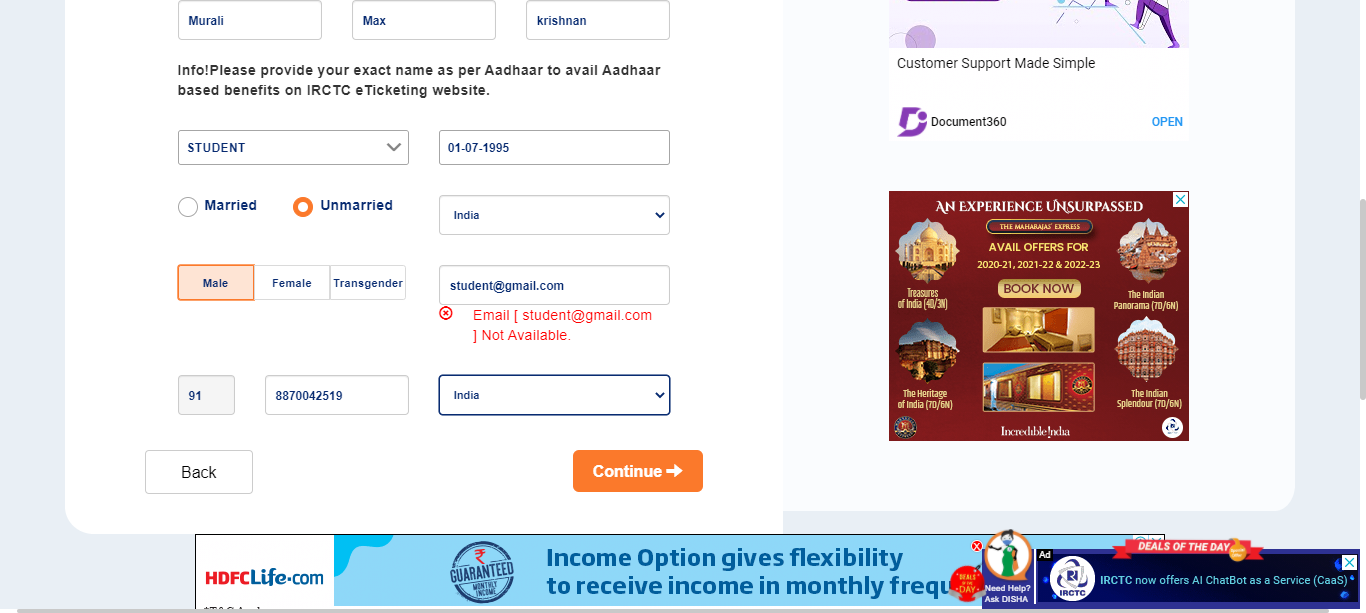 Murali
Max
krishnan
Info!Please provide your exact name as per Aadhaar to avail Aadhaar
based benefits on IRCTC eTicketing website.
STUDENT
01-07-1995
Married
Unmarried
India
Male
Female
Transgender
student@gmail.com
Email [ student@gmail.com
] Not Available.
91
8870042519
India
Back
Continue
Customer Support Made Simple
Document360
OPEN
AN EXPERIENCE UNSURPASSED
THE MAHARAJAS' EXPRESS
AVAIL OFFERS FOR
2020-21, 2021-22 & 2022-23
BOOK NOW
Treasures
of India (4D/3N)
The Indian
Panorama (7D/6N)
The Heritage
of India (7D/6N)
The Indian
Splendour (7D/6N)
Incredible!ndia
HDFC Life.com
GUARANTEED
MONTHLY
INCOME
Income Option gives flexibility
to receive income in monthly frequ
DEALS OF THE DAY
DEALS
OF THE
DAY
Need Help?
Ask DISHA
Ad
IRCTC
IRCTC now offers AI ChatBot as a Service (CaaS)